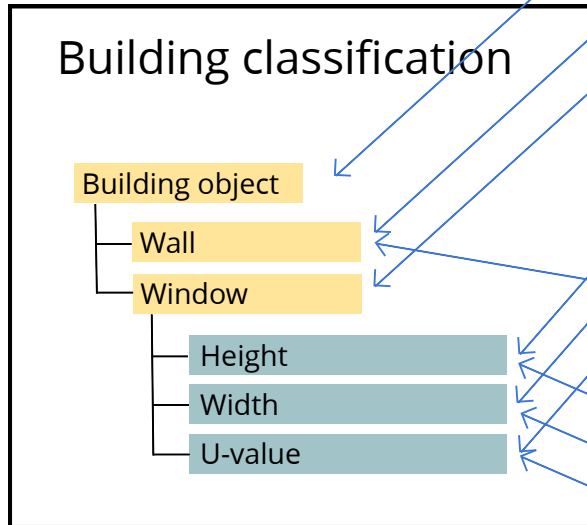 Building classification
Building object
Wall
Window
Height
Width
U-value